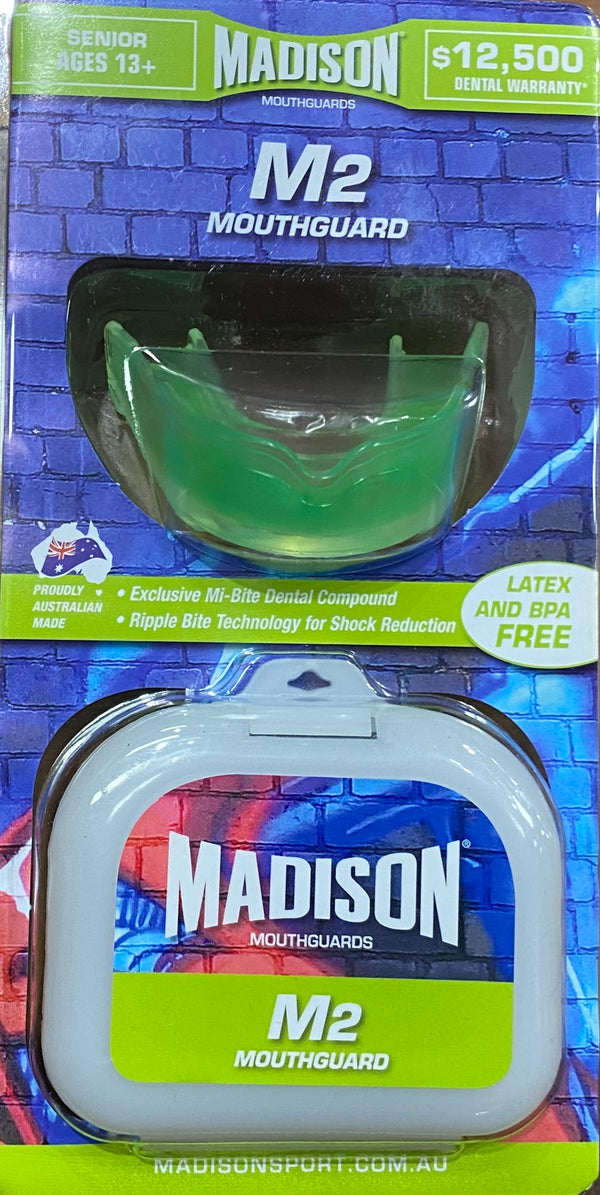 SENIOR
AGES 13+
MADISON®
MOUTHGUARDS
$12,500
DENTAL WARRANTY*
M2
MOUTHGUARD
PROUDLY
AUSTRALIAN
MADE
• Exclusive Mi-Bite Dental Compound
• Ripple Bite Technology for Shock Reduction
LATEX
AND BPA
FREE
MADISON®
MOUTHGUARDS
M2
MOUTHGUARD
MADISONSPORT.COM.AU